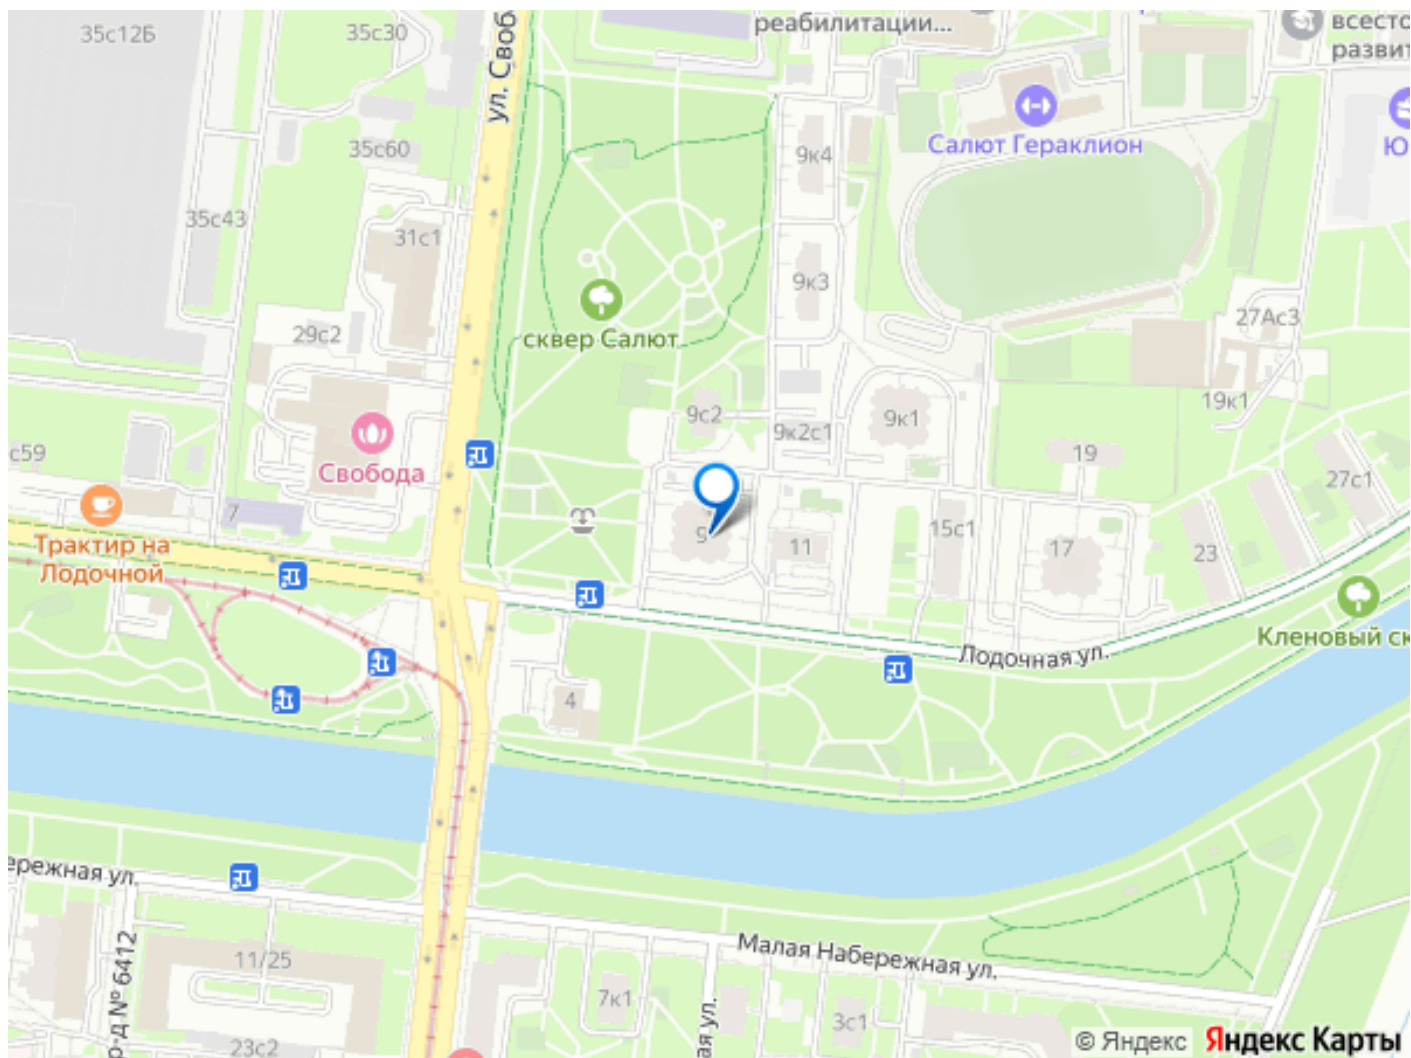 35с12Б
35с30
ул. Своб
реабилитации...
всесто
развит
35с60
9к4
Салют Гераклион
Ю
35с43
31с1
9к3
29с2
сквер Салют
27Ас3
9с2
9к2с1
9к1
19к1
с59
Свобода
19
27с1
7
Трактир на
Лодочной
9
11
15с1
17
23
Кленовый ск
Лодочная ул.
4
ережная ул.
Малая Набережная ул.
11/25
р-д № 6412
7к1
ая ул.
3с1
23с2
© Яндекс Яндекс Карты